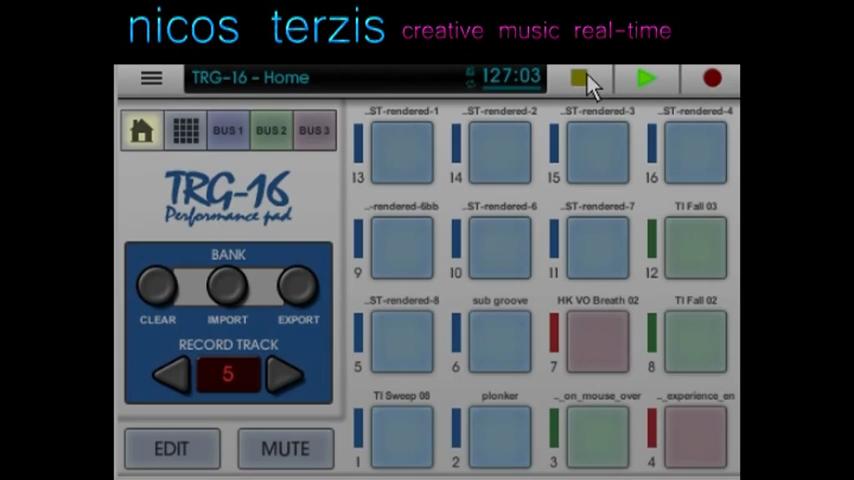 nicos terzis creative music real-time
TRG-16 - Home 127:03
BUS 1 BUS 2 BUS 3
TRG-16
Performance pad
BANK
CLEAR IMPORT EXPORT
RECORD TRACK
5
EDIT MUTE
..ST-rendered-1 ..ST-rendered-2 ..ST-rendered-3 ..ST-rendered-4
13 14 15 16
..-rendered-6bb ..ST-rendered-6 ..ST-rendered-7 TI Fall 03
9 10 11 12
..ST-rendered-8 sub groove HK VO Breath 02 TI Fall 02
5 6 7 8
TI Sweep 08 plonker .._on_mouse_over .._experience_en
1 2 3 4